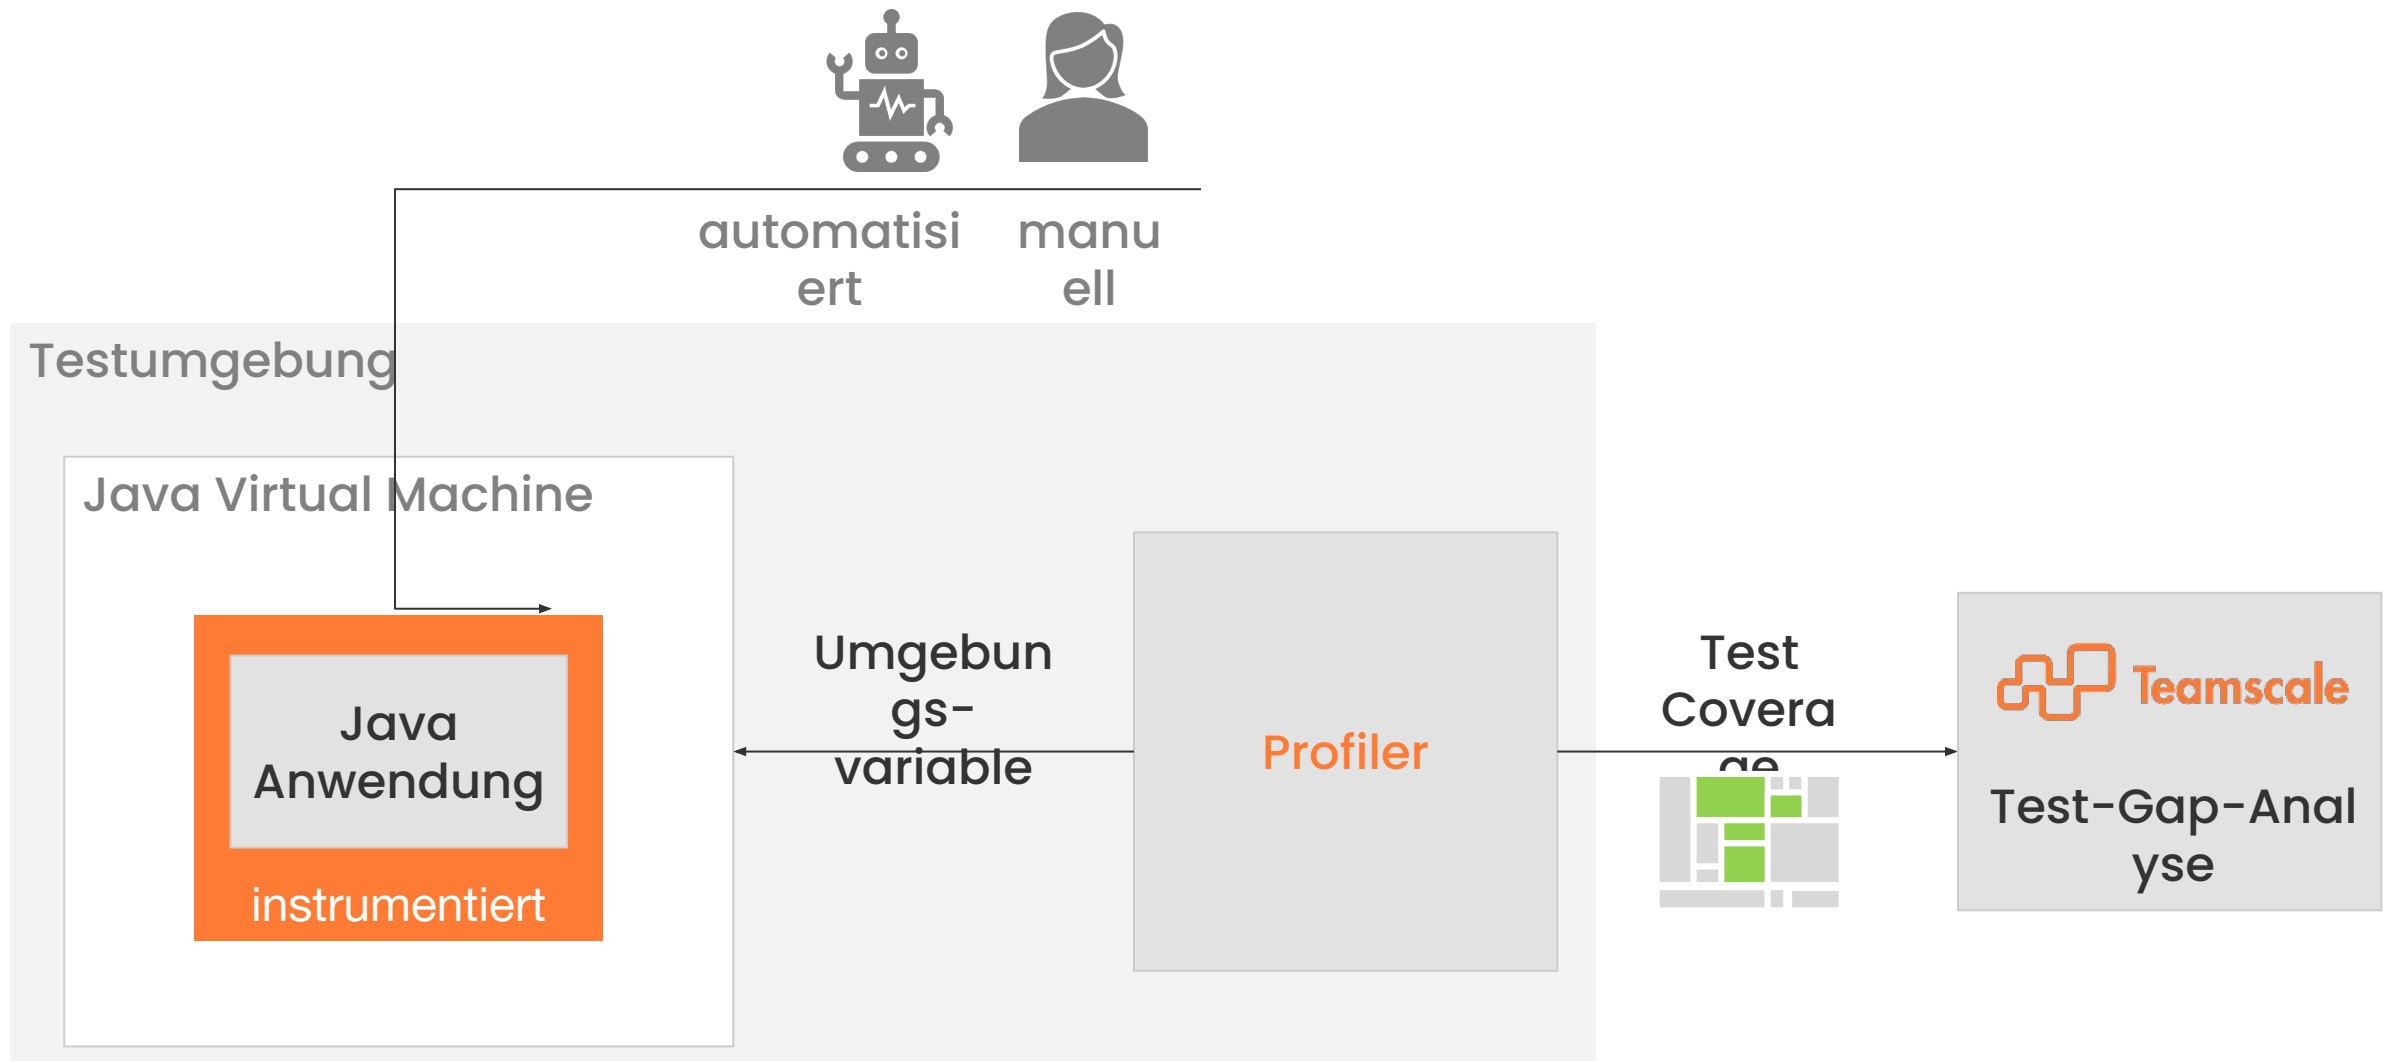 automatisi
ert
manu
ell
Testumgebung
Java Virtual Machine
Java
Anwendung
instrumentiert
Umgebun
gs-
variable
Profiler
Test
Covera
ge
Teamscale
Test-Gap-Anal
yse